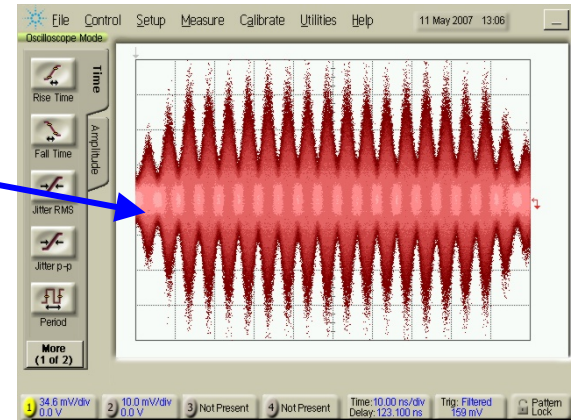 File Control Setup Measure Calibrate Utilities Help 11 May 2007 13:06
Oscilloscope Mode
Time
Amplitude
Rise Time
Fall Time
Jitter RMS
Jitter p-p
Period
More
(1 of 2)
1 34.6 mV/div 2 10.0 mV/div 3 Not Present 4 Not Present Time:10.00 ns/div Trig: Filtered Pattern
0.0 V 0.0 V Delay:123.100 ns 159 mV Lock